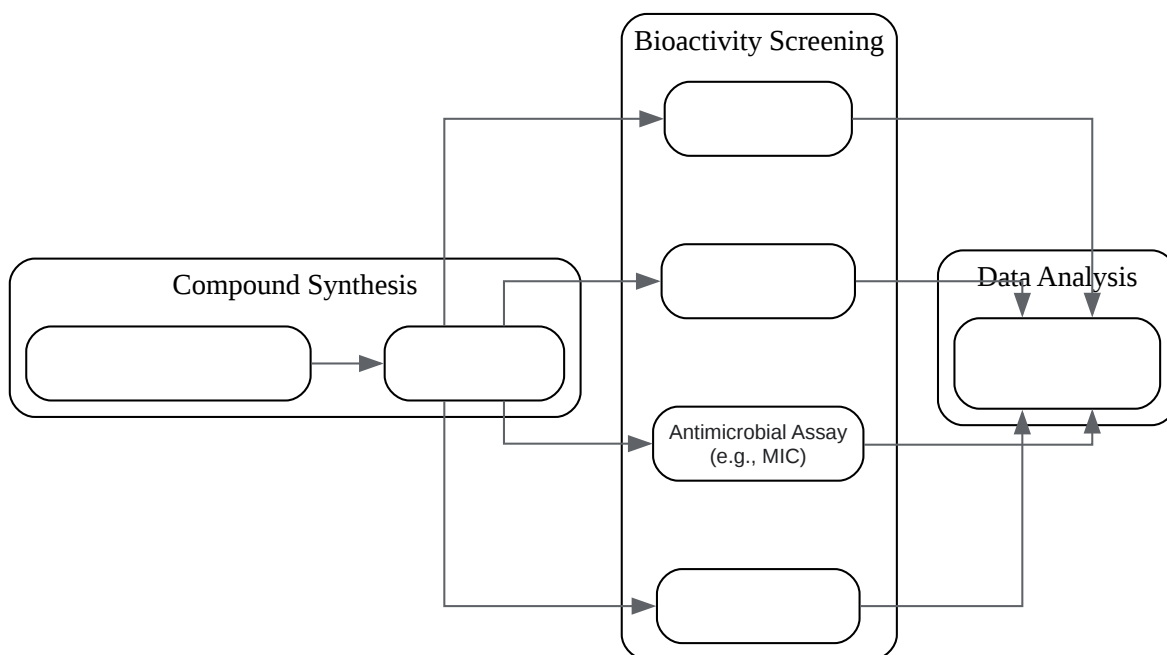 Bioactivity Screening
Compound Synthesis
Data Analysis
Antimicrobial Assay
(e.g., MIC)